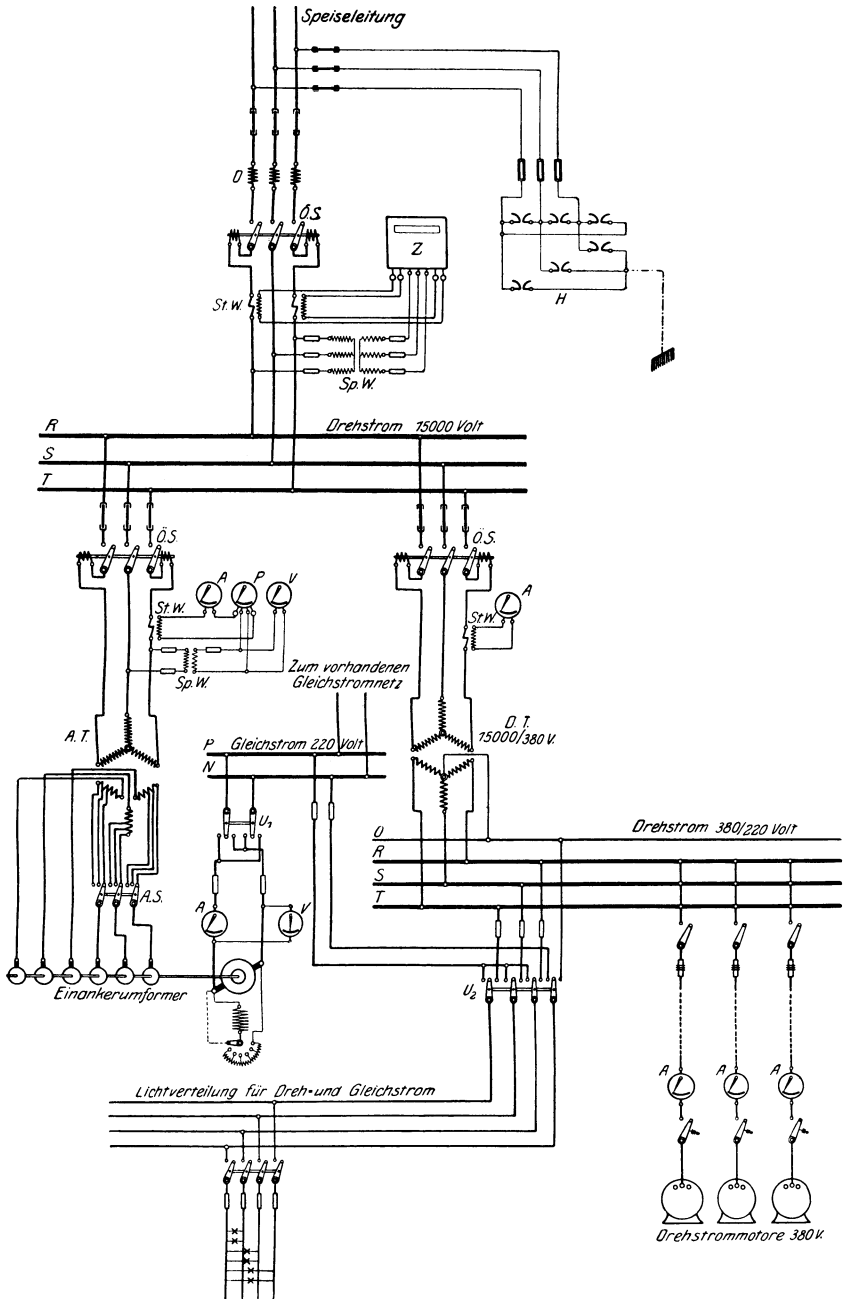 Speiseleitung
D
Ö.S.
Z
St.W.
H
Sp.W.
R
Drehstrom 15000 Volt
S
T
Ö.S.
Ö.S.
A
P
V
A
St.W.
St.W.
Sp.W.
Zum vorhandenen
Gleichstromnetz
D.T.
15000/380 V.
A.T.
P
Gleichstrom 220 Volt
N
U1
O
Drehstrom 380/220 Volt
R
S
T
A.S.
A
V
Einankerumformer
U2
A
A
A
Lichtverteilung für Dreh-und Gleichstrom
Drehstrommotore 380 V.